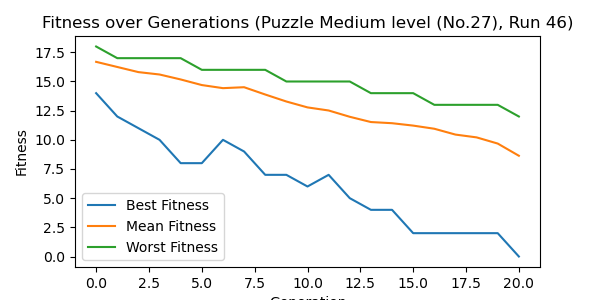 Fitness over Generations (Puzzle Medium level (No.27), Run 46)
17.5
15.0
12.5
10.0
7.5
5.0
2.5
0.0
Fitness
Best Fitness
Mean Fitness
Worst Fitness
0.0 2.5 5.0 7.5 10.0 12.5 15.0 17.5 20.0
Generation